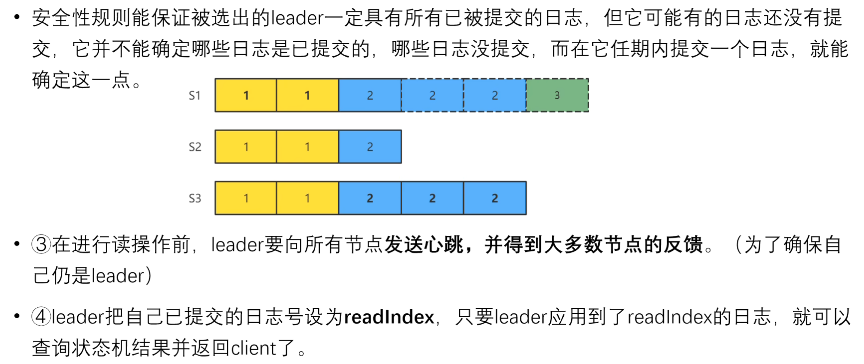 • 安全性规则能保证被选出的leader一定具有所有已被提交的日志，但它可能有的日志还没有提
交，它并不能确定哪些日志是已提交的，哪些日志没提交，而在它任期内提交一个日志，就能
确定这一点。
S1 1 1 2 2 2 3
S2 1 1 2
S3 1 1 2 2 2
• ③在进行读操作前，leader要向所有节点发送心跳，并得到大多数节点的反馈。（为了确保自
己仍是leader）
• ④leader把自己已提交的日志号设为readIndex，只要leader应用到了readIndex的日志，就可以
查询状态机结果并返回client了。